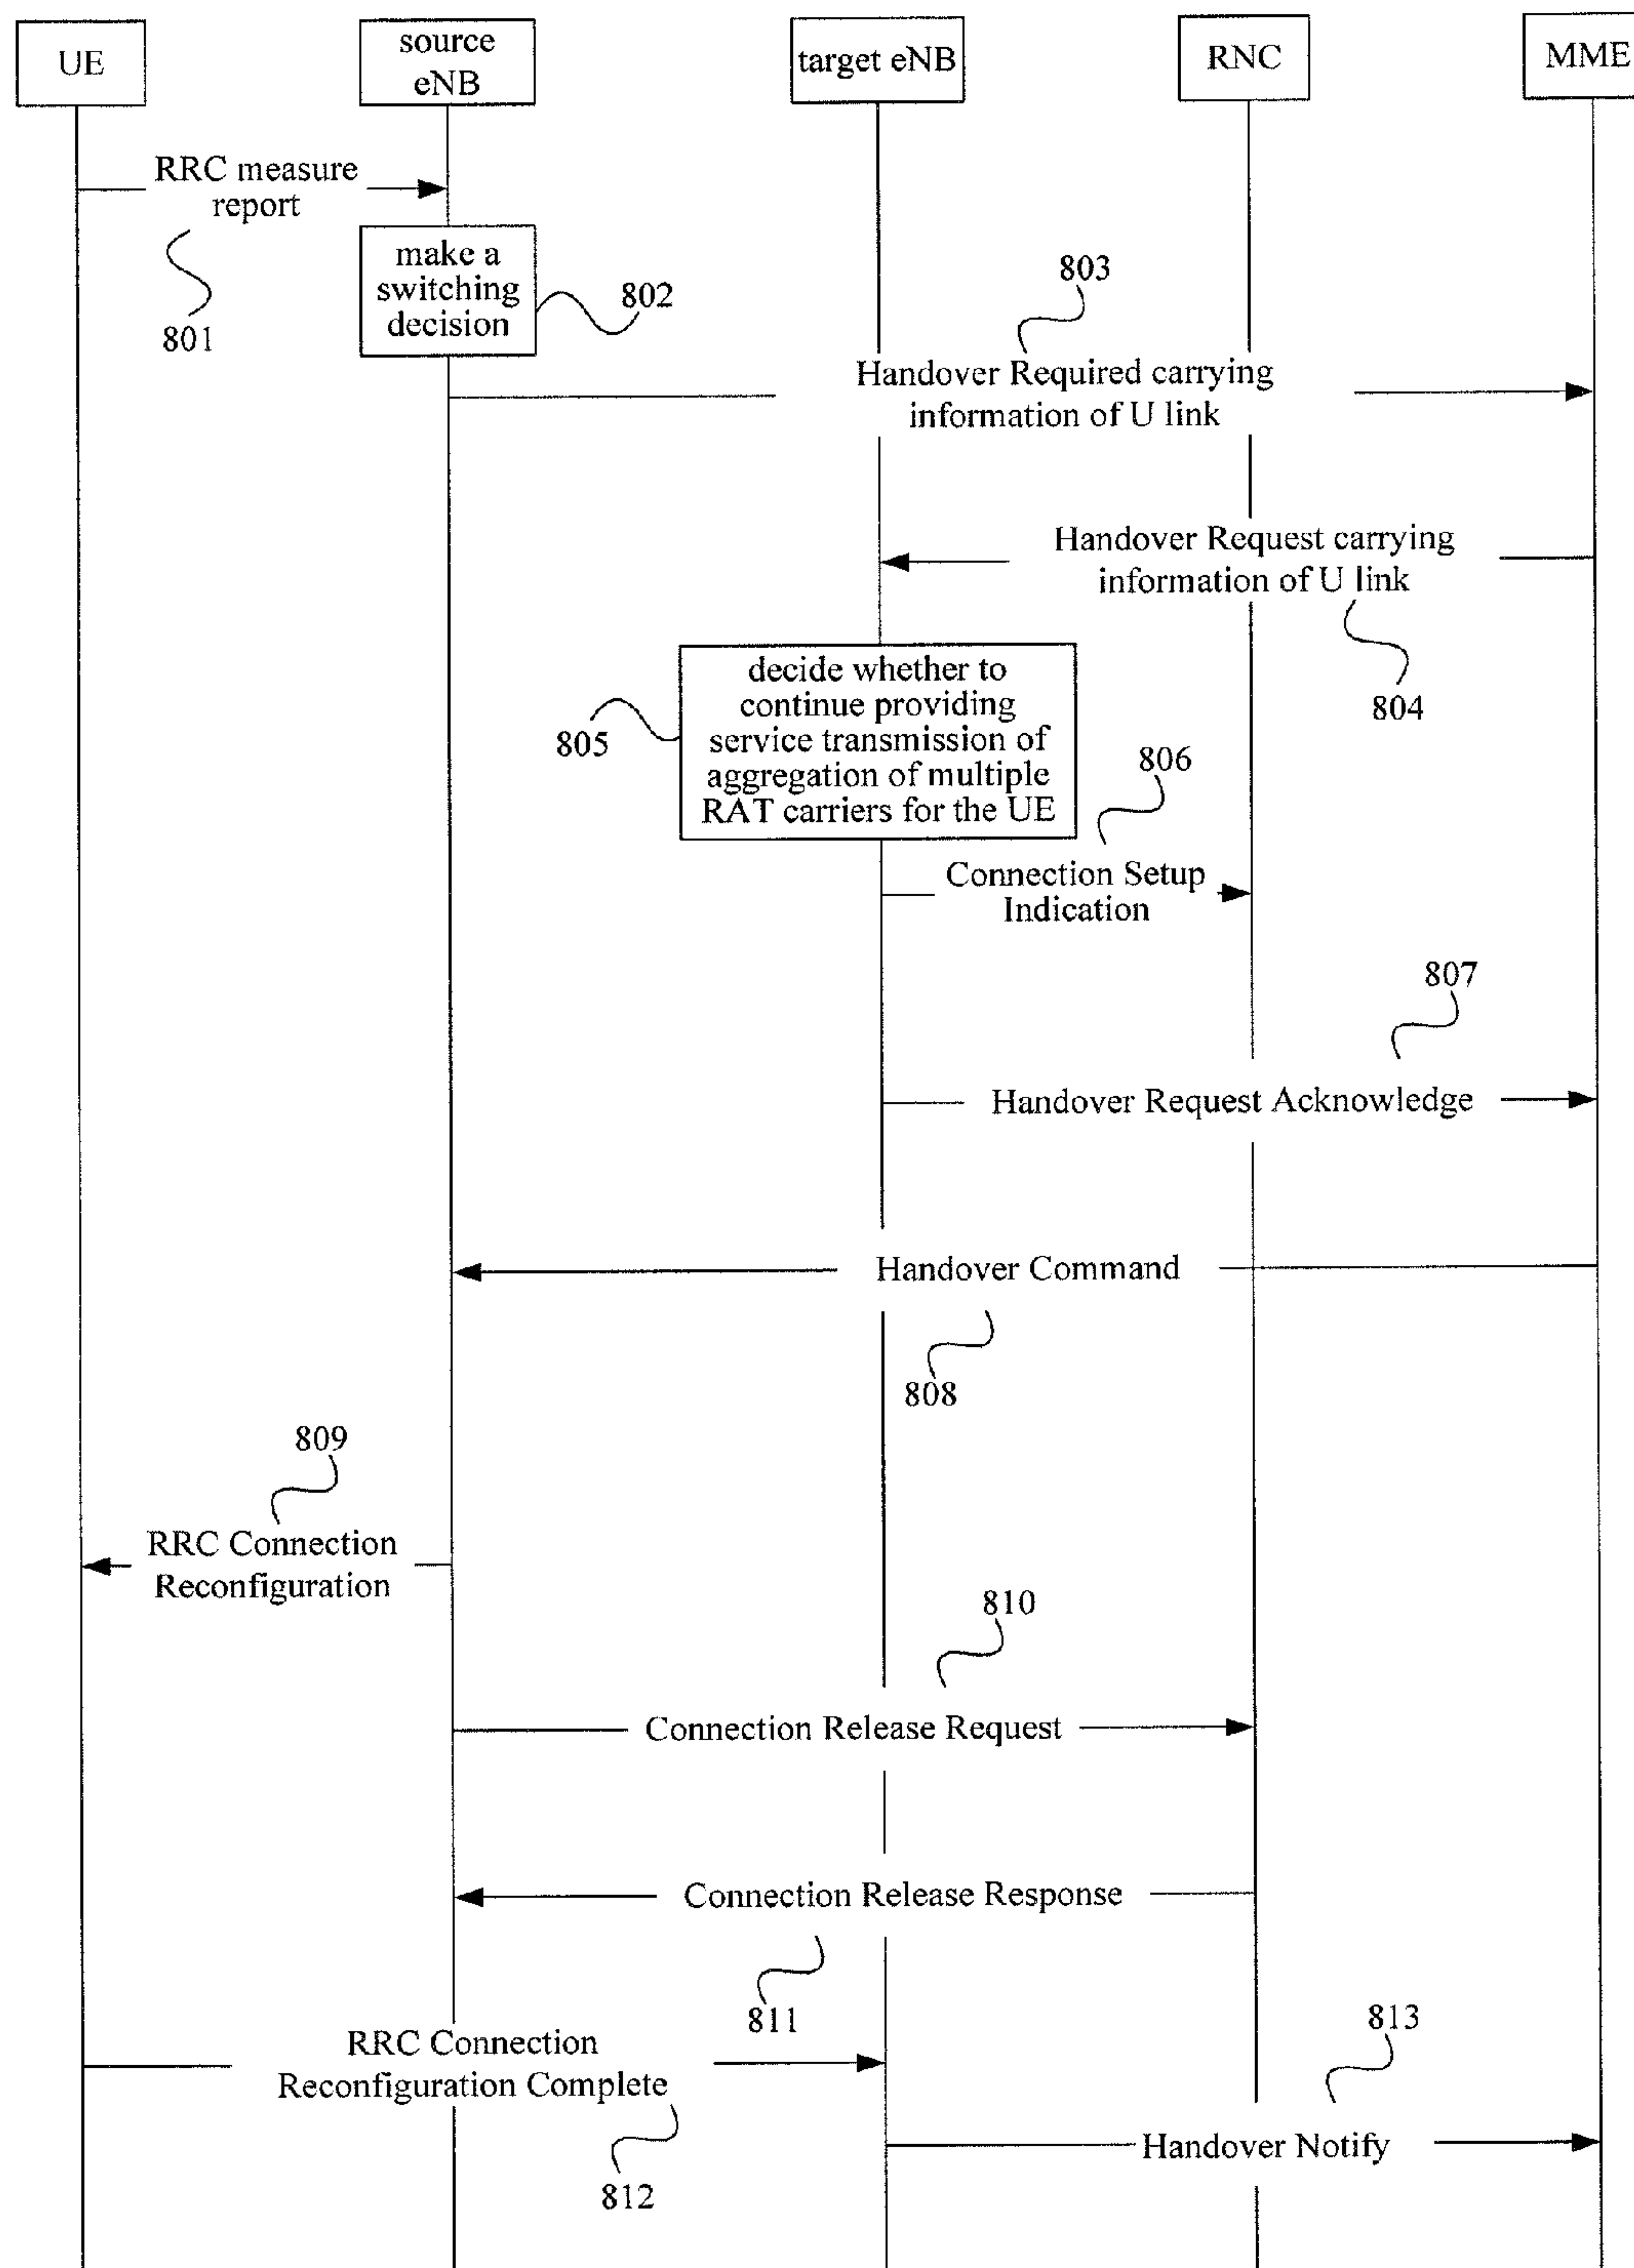 UE
source
eNB
target eNB
RNC
MME
RRC measure
report
801
make a
switching
decision
802
803
Handover Required carrying
information of U link
Handover Request carrying
information of U link
804
decide whether to
continue providing
service transmission of
aggregation of multiple
RAT carriers for the UE
805
806
Connection Setup
Indication
807
Handover Request Acknowledge
Handover Command
808
809
RRC Connection
Reconfiguration
810
Connection Release Request
Connection Release Response
811
RRC Connection
Reconfiguration Complete
812
813
Handover Notify